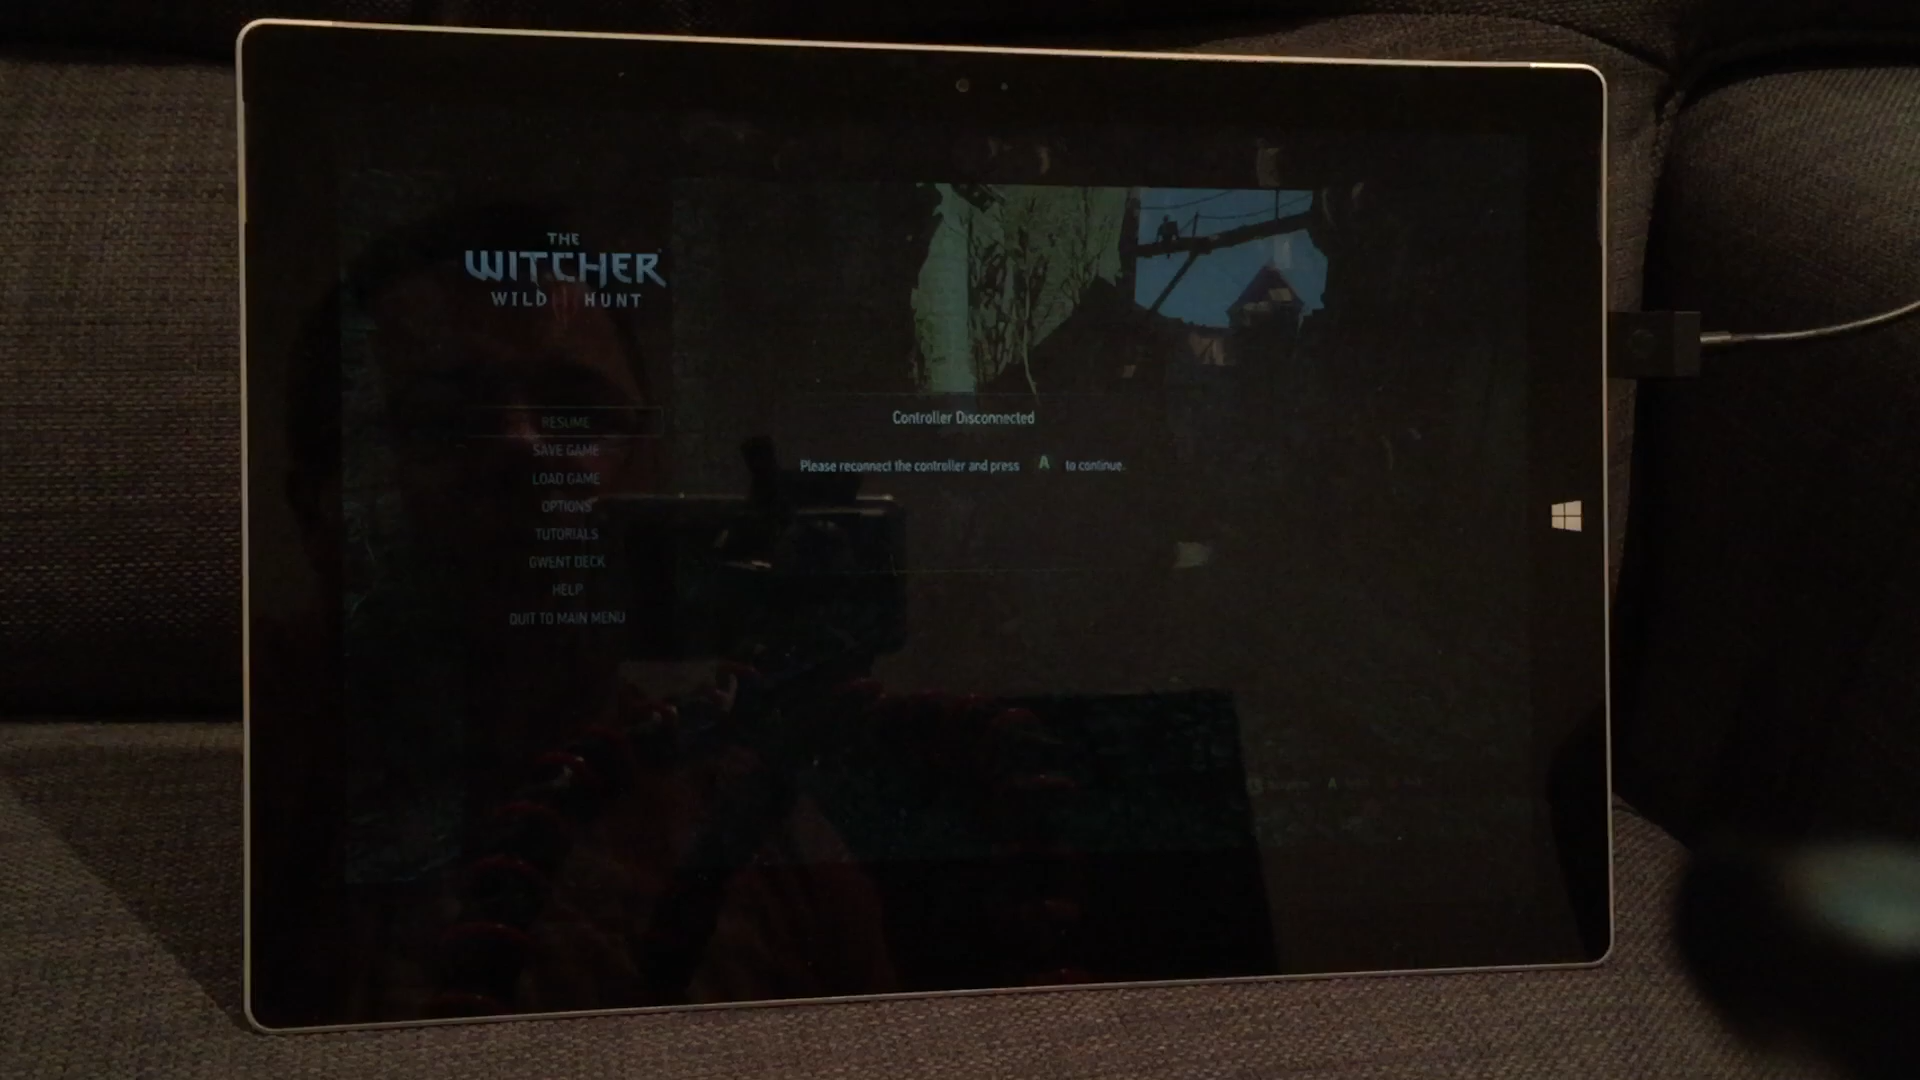 THE
WITCHER
WILD HUNT
RESUME
SAVE GAME
LOAD GAME
OPTIONS
TUTORIALS
GWENT DECK
HELP
QUIT TO MAIN MENU
Controller Disconnected
Please reconnect the controller and press A to continue.
A